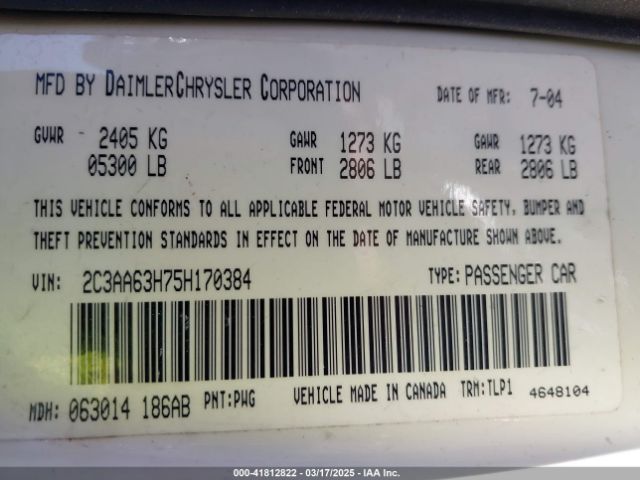 MFD BY DAIMLERCHRYSLER CORPORATION DATE OF MFR: 7-04
GVWR - 2405 KG GAWR 1273 KG GAWR 1273 KG
05300 LB FRONT 2806 LB REAR 2806 LB
THIS VEHICLE CONFORMS TO ALL APPLICABLE FEDERAL MOTOR VEHICLE SAFETY, BUMPER AND
THEFT PREVENTION STANDARDS IN EFFECT ON THE DATE OF MANUFACTURE SHOWN ABOVE.
VIN: 2C3AA63H75H170384 TYPE: PASSENGER CAR
MDH: 063014 186AB PNT:PWG VEHICLE MADE IN CANADA TRM:TLP1 4648104
000-41812822 - 03/17/2025 - IAA Inc.